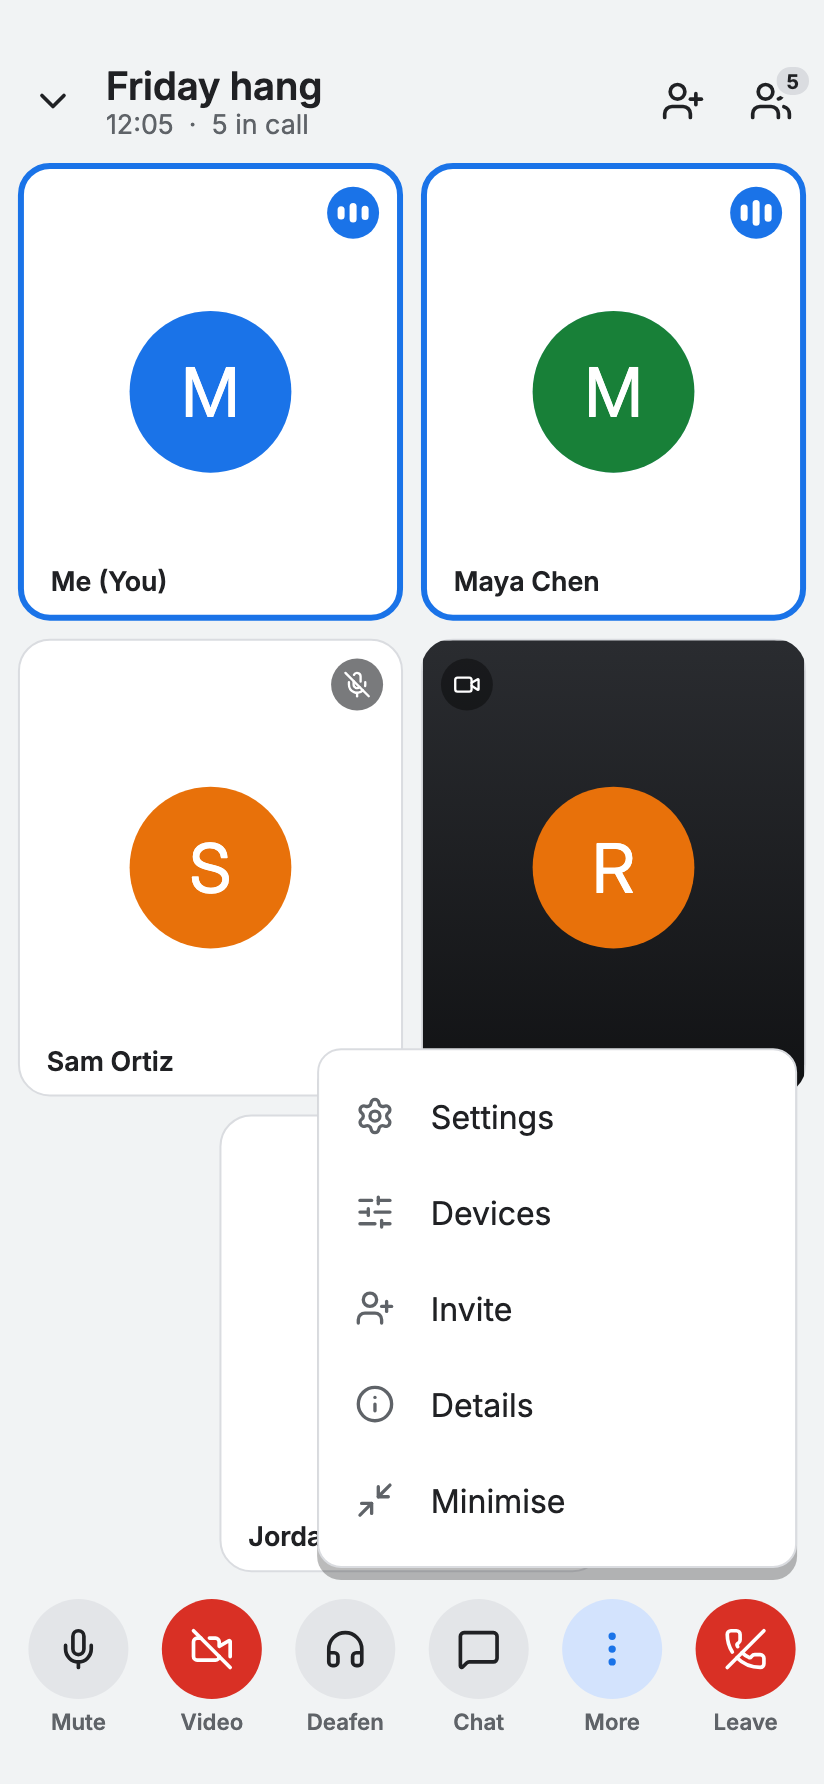 Friday hang
12:05 · 5 in call
5
M
M
Me (You)
Maya Chen
S
R
Sam Ortiz
Settings
Devices
Invite
Details
Minimise
Jorda
Mute
Video
Deafen
Chat
More
Leave